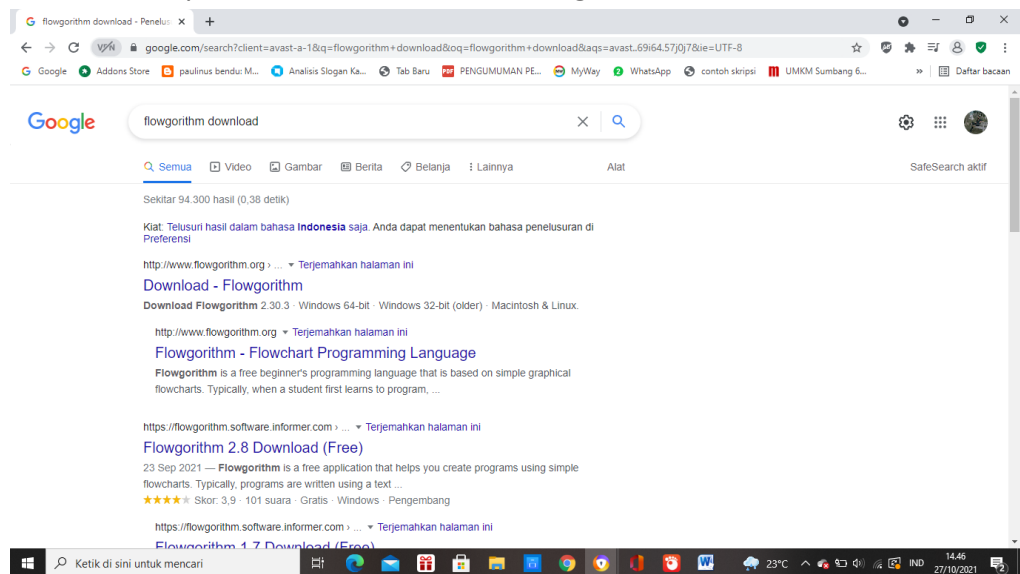 flowgorithm download - Penelus
VPN
google.com/search?client=avast-a-1&q=flowgorithm+download&oq=flowgorithm+download&aqs=avast..69i64.57j0j7&ie=UTF-8
Google Addons Store paulinus bendu: M... Analisis Slogan Ka... Tab Baru PDF PENGUMUMAN PE... MyWay WhatsApp contoh skripsi UMKM Sumbang 6... » Daftar bacaan
Google
flowgorithm download
Semua Video Gambar Berita Belanja Lainnya Alat SafeSearch aktif
Sekitar 94.300 hasil (0,38 detik)
Kiat: Telusuri hasil dalam bahasa Indonesia saja. Anda dapat menentukan bahasa penelusuran di
Preferensi
http://www.flowgorithm.org › ... Terjemahkan halaman ini
Download - Flowgorithm
Download Flowgorithm 2.30.3 · Windows 64-bit · Windows 32-bit (older) · Macintosh & Linux.
http://www.flowgorithm.org Terjemahkan halaman ini
Flowgorithm - Flowchart Programming Language
Flowgorithm is a free beginner's programming language that is based on simple graphical
flowcharts. Typically, when a student first learns to program, ...
https://flowgorithm.software.informer.com › ... Terjemahkan halaman ini
Flowgorithm 2.8 Download (Free)
23 Sep 2021 — Flowgorithm is a free application that helps you create programs using simple
flowcharts. Typically, programs are written using a text ...
Skor: 3,9 · 101 suara · Gratis · Windows · Pengembang
https://flowgorithm.software.informer.com › ... Terjemahkan halaman ini
Flowgorithm 1.7 Download (Free)
Ketik di sini untuk mencari 23°C IND 14.46
27/10/2021